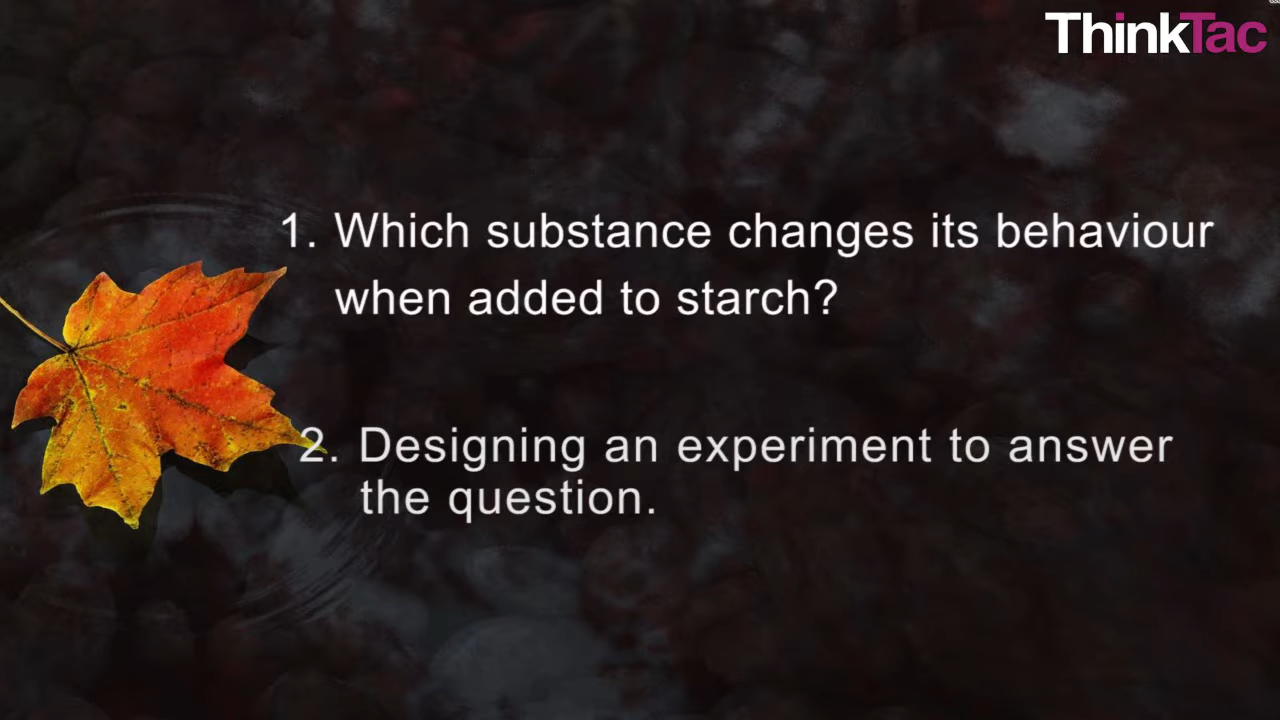 ThinkTac
1. Which substance changes its behaviour
when added to starch?
2. Designing an experiment to answer
the question.